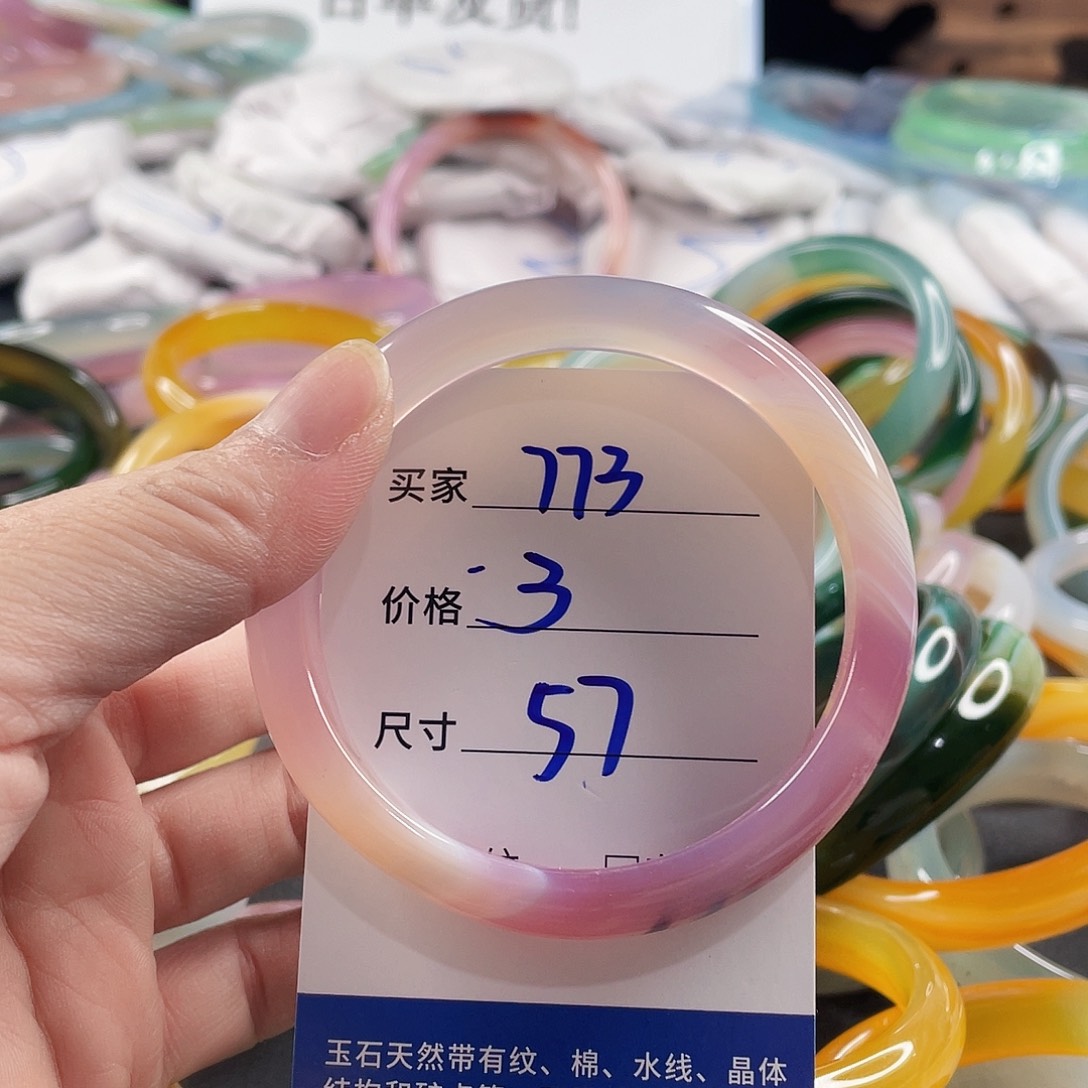 买家 773
价格 3
尺寸 57
玉石天然带有纹、棉、水线、晶体